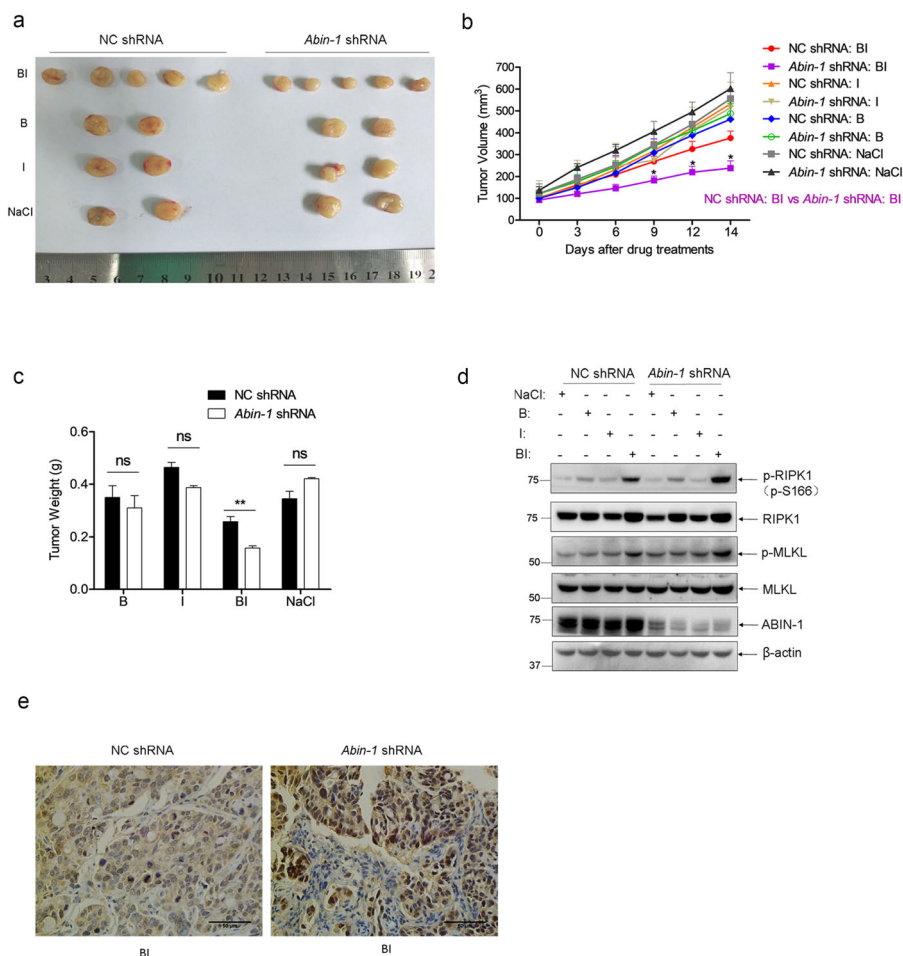 a
NC shRNA
Abin-1 shRNA
BI
B
I
NaCl
3 4 5 6 7 8 9 10 11 12 13 14 15 16 17 18 19 2
b
Tumor Volume (mm³)
700
600
500
400
300
200
100
0
0 3 6 9 12 14
Days after drug treatments
* * *
NC shRNA: BI
Abin-1 shRNA: BI
NC shRNA: I
Abin-1 shRNA: I
NC shRNA: B
Abin-1 shRNA: B
NC shRNA: NaCl
Abin-1 shRNA: NaCl
NC shRNA: BI vs Abin-1 shRNA: BI
c
NC shRNA
Abin-1 shRNA
Tumor Weight (g)
0.6
0.4
0.2
0.0
ns ns ** ns
B I BI NaCl
d
NC shRNA Abin-1 shRNA
NaCl: + - - - + - - -
B: - + - - - + - -
I: - - + - - - + -
BI: - - - + - - - +
75 p-RIPK1
(p-S166)
75 RIPK1
50 p-MLKL
50 MLKL
75 ABIN-1
37 β-actin
e
NC shRNA
Abin-1 shRNA
BI
BI